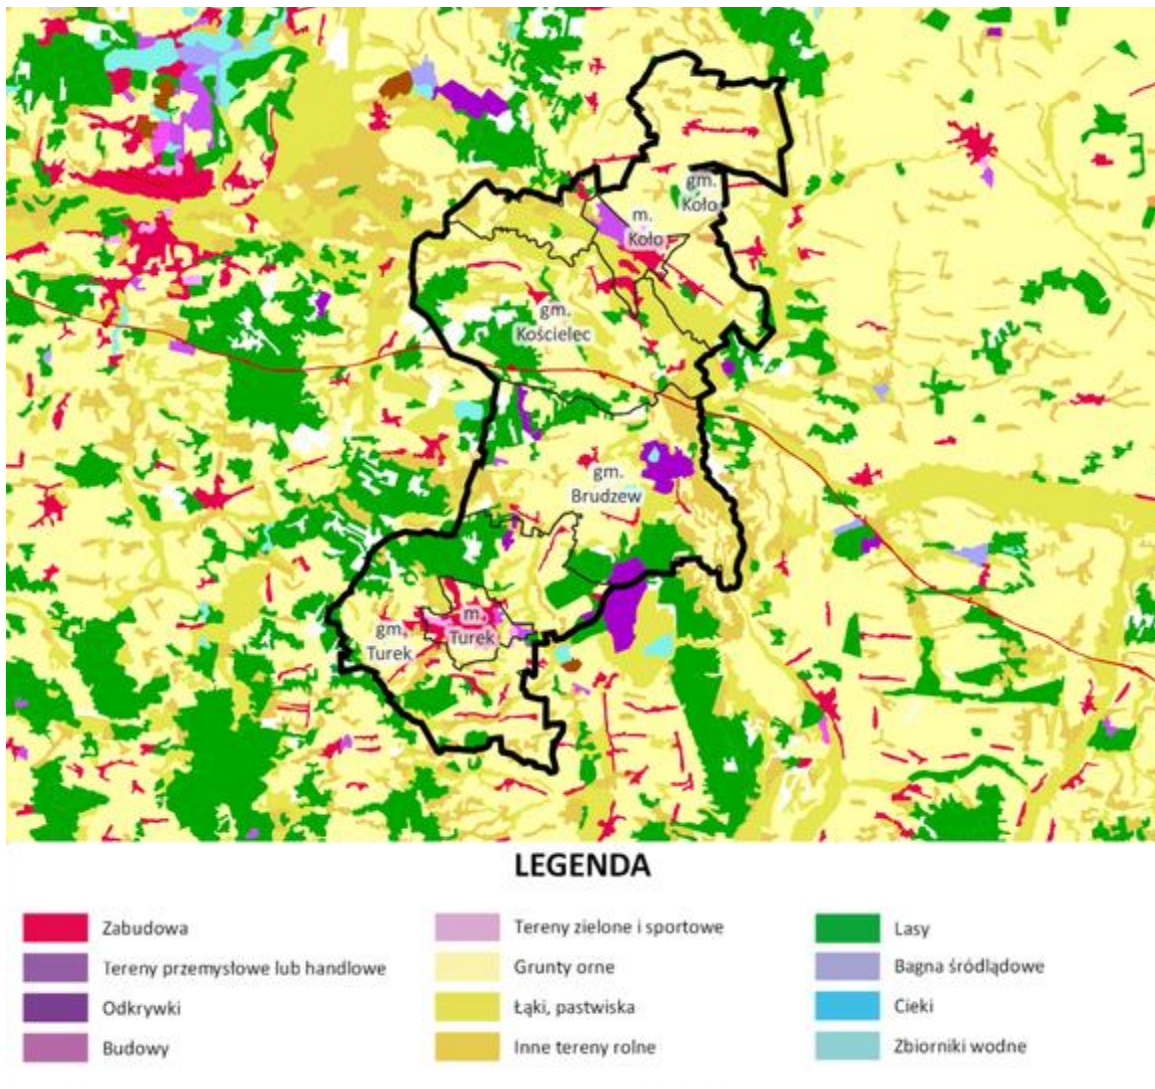 gm.
Koło
m.
Koło
gm.
Kościelec
gm.
Brudzew
m.
Turek
gm.
Turek
LEGENDA
Zabudowa
Tereny zielone i sportowe
Lasy
Tereny przemysłowe lub handlowe
Grunty orne
Bagna śródlądowe
Odkrywki
Łąki, pastwiska
Cieki
Budowy
Inne tereny rolne
Zbiorniki wodne